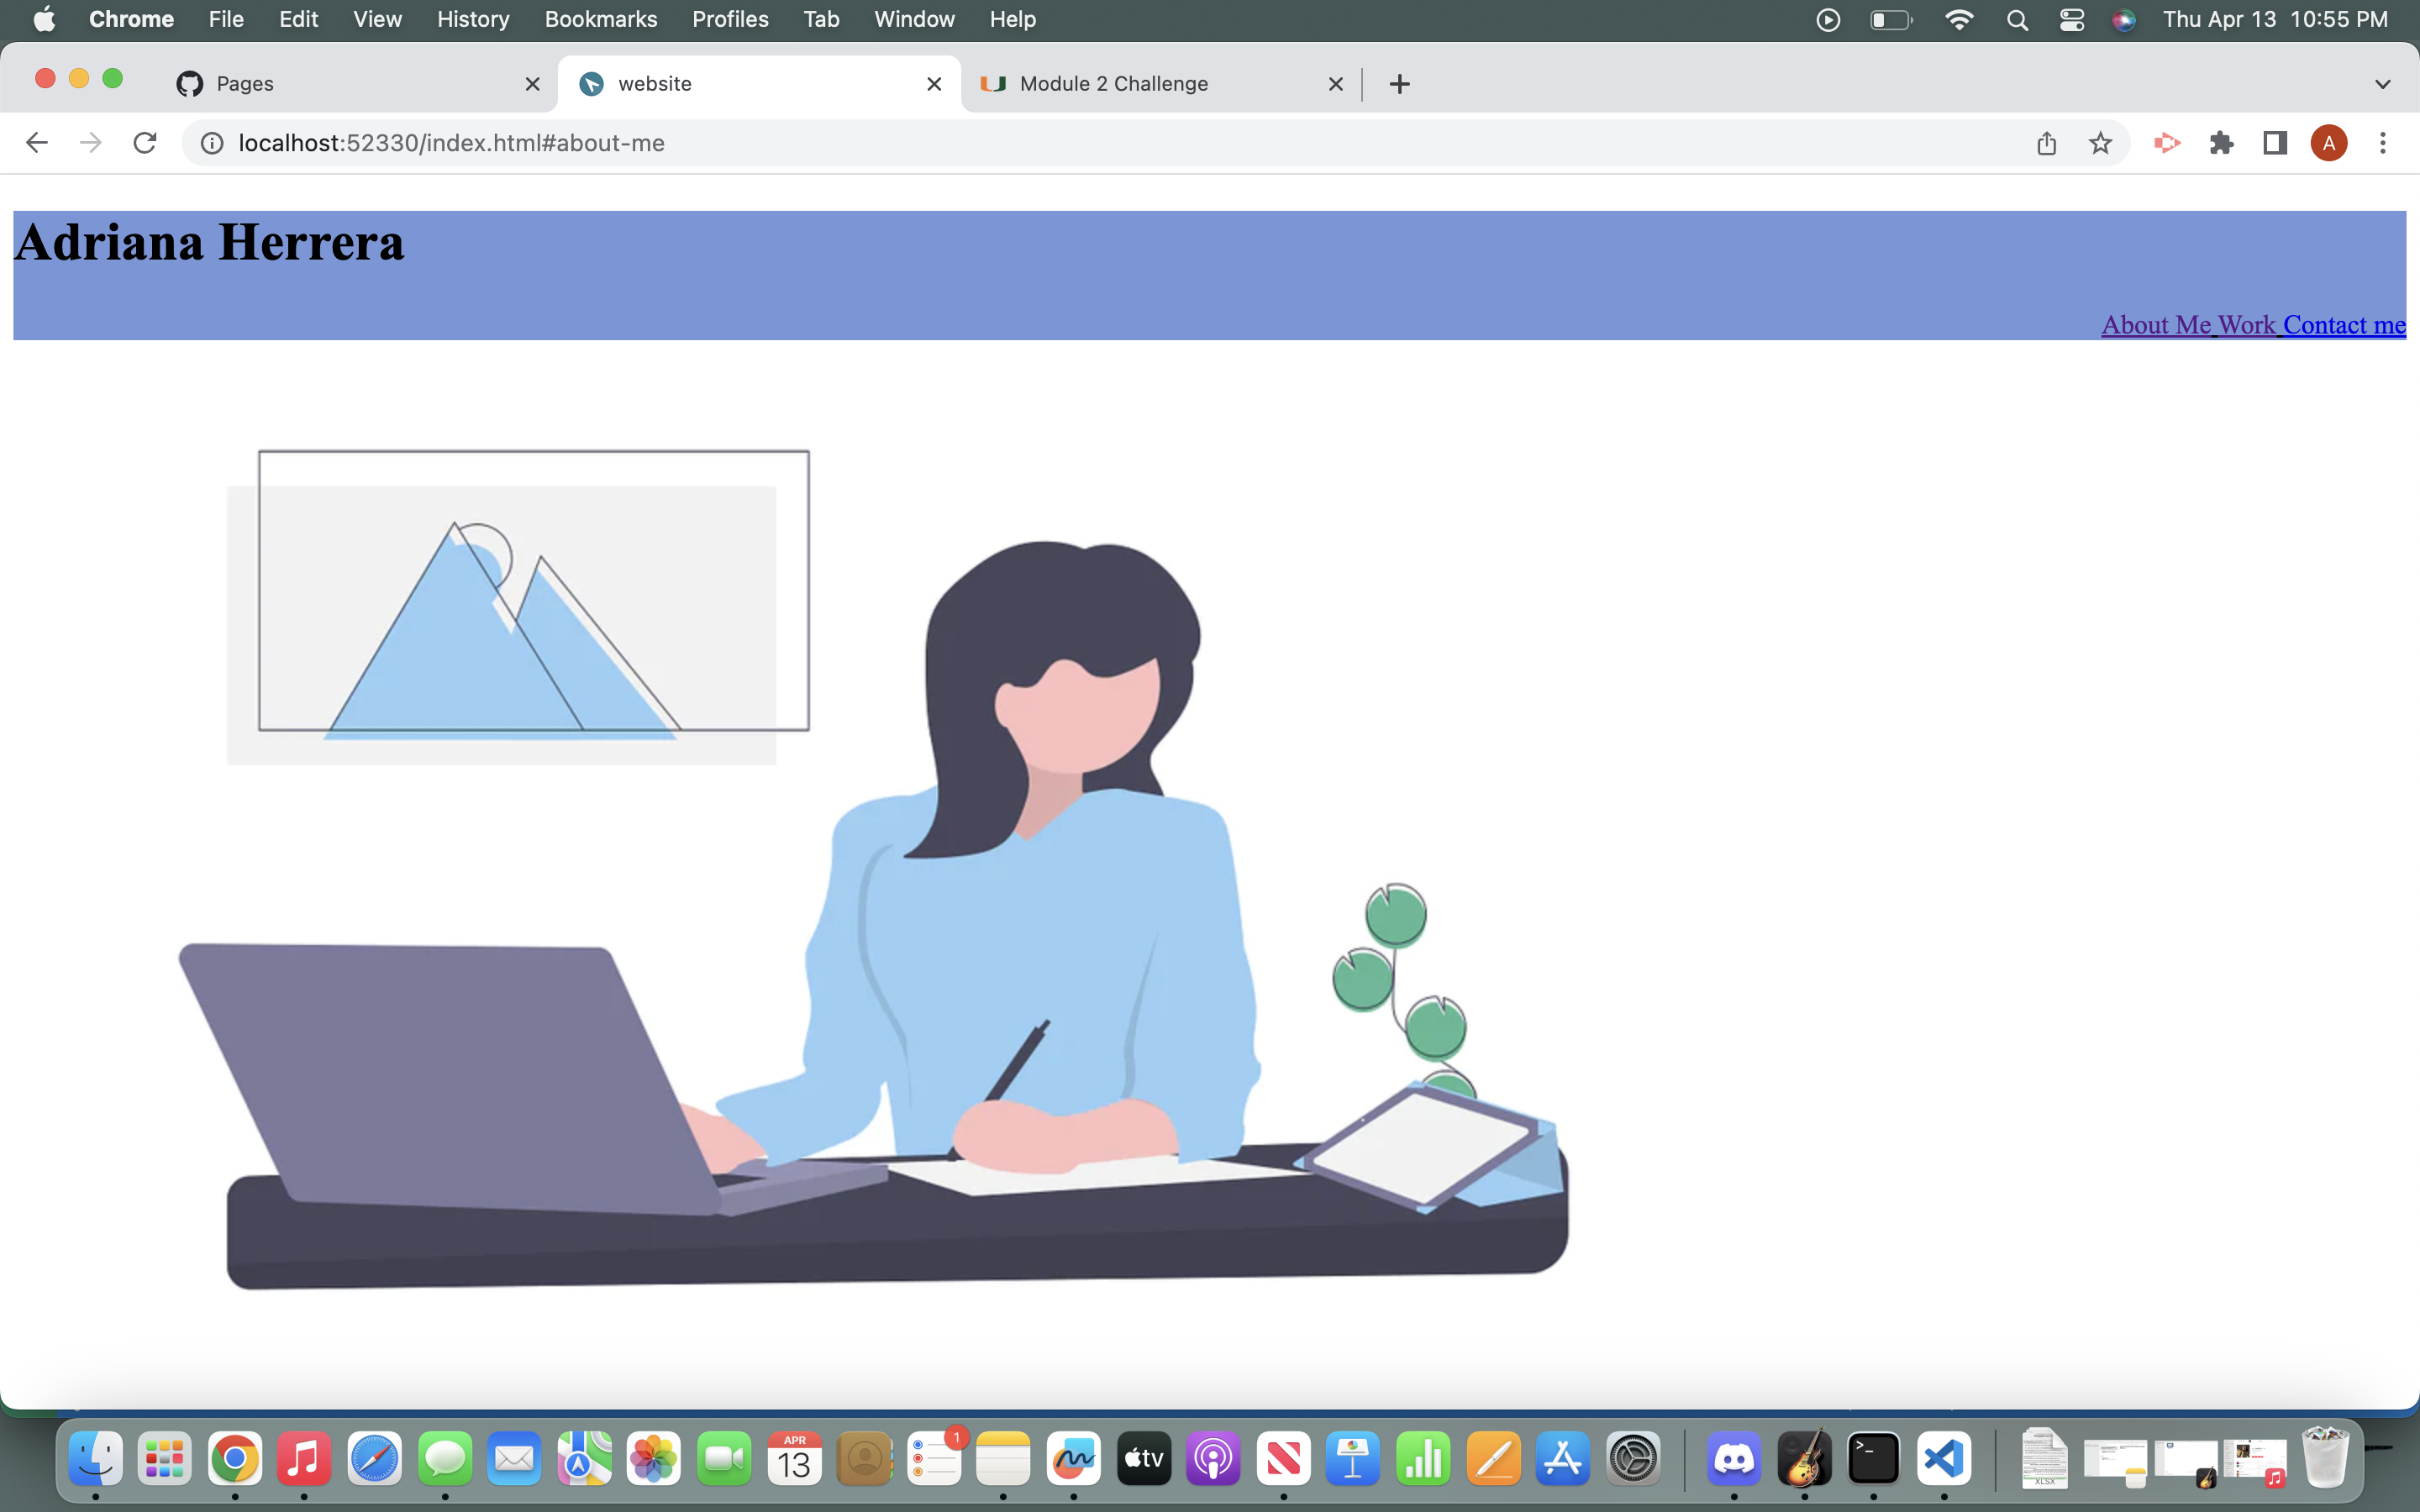 Chrome File Edit View History Bookmarks Profiles Tab Window Help Thu Apr 13 10:55 PM
Pages website Module 2 Challenge
localhost:52330/index.html#about-me A
Adriana Herrera
About Me Work Contact me
APR
13
1
tv
>_
XLSX